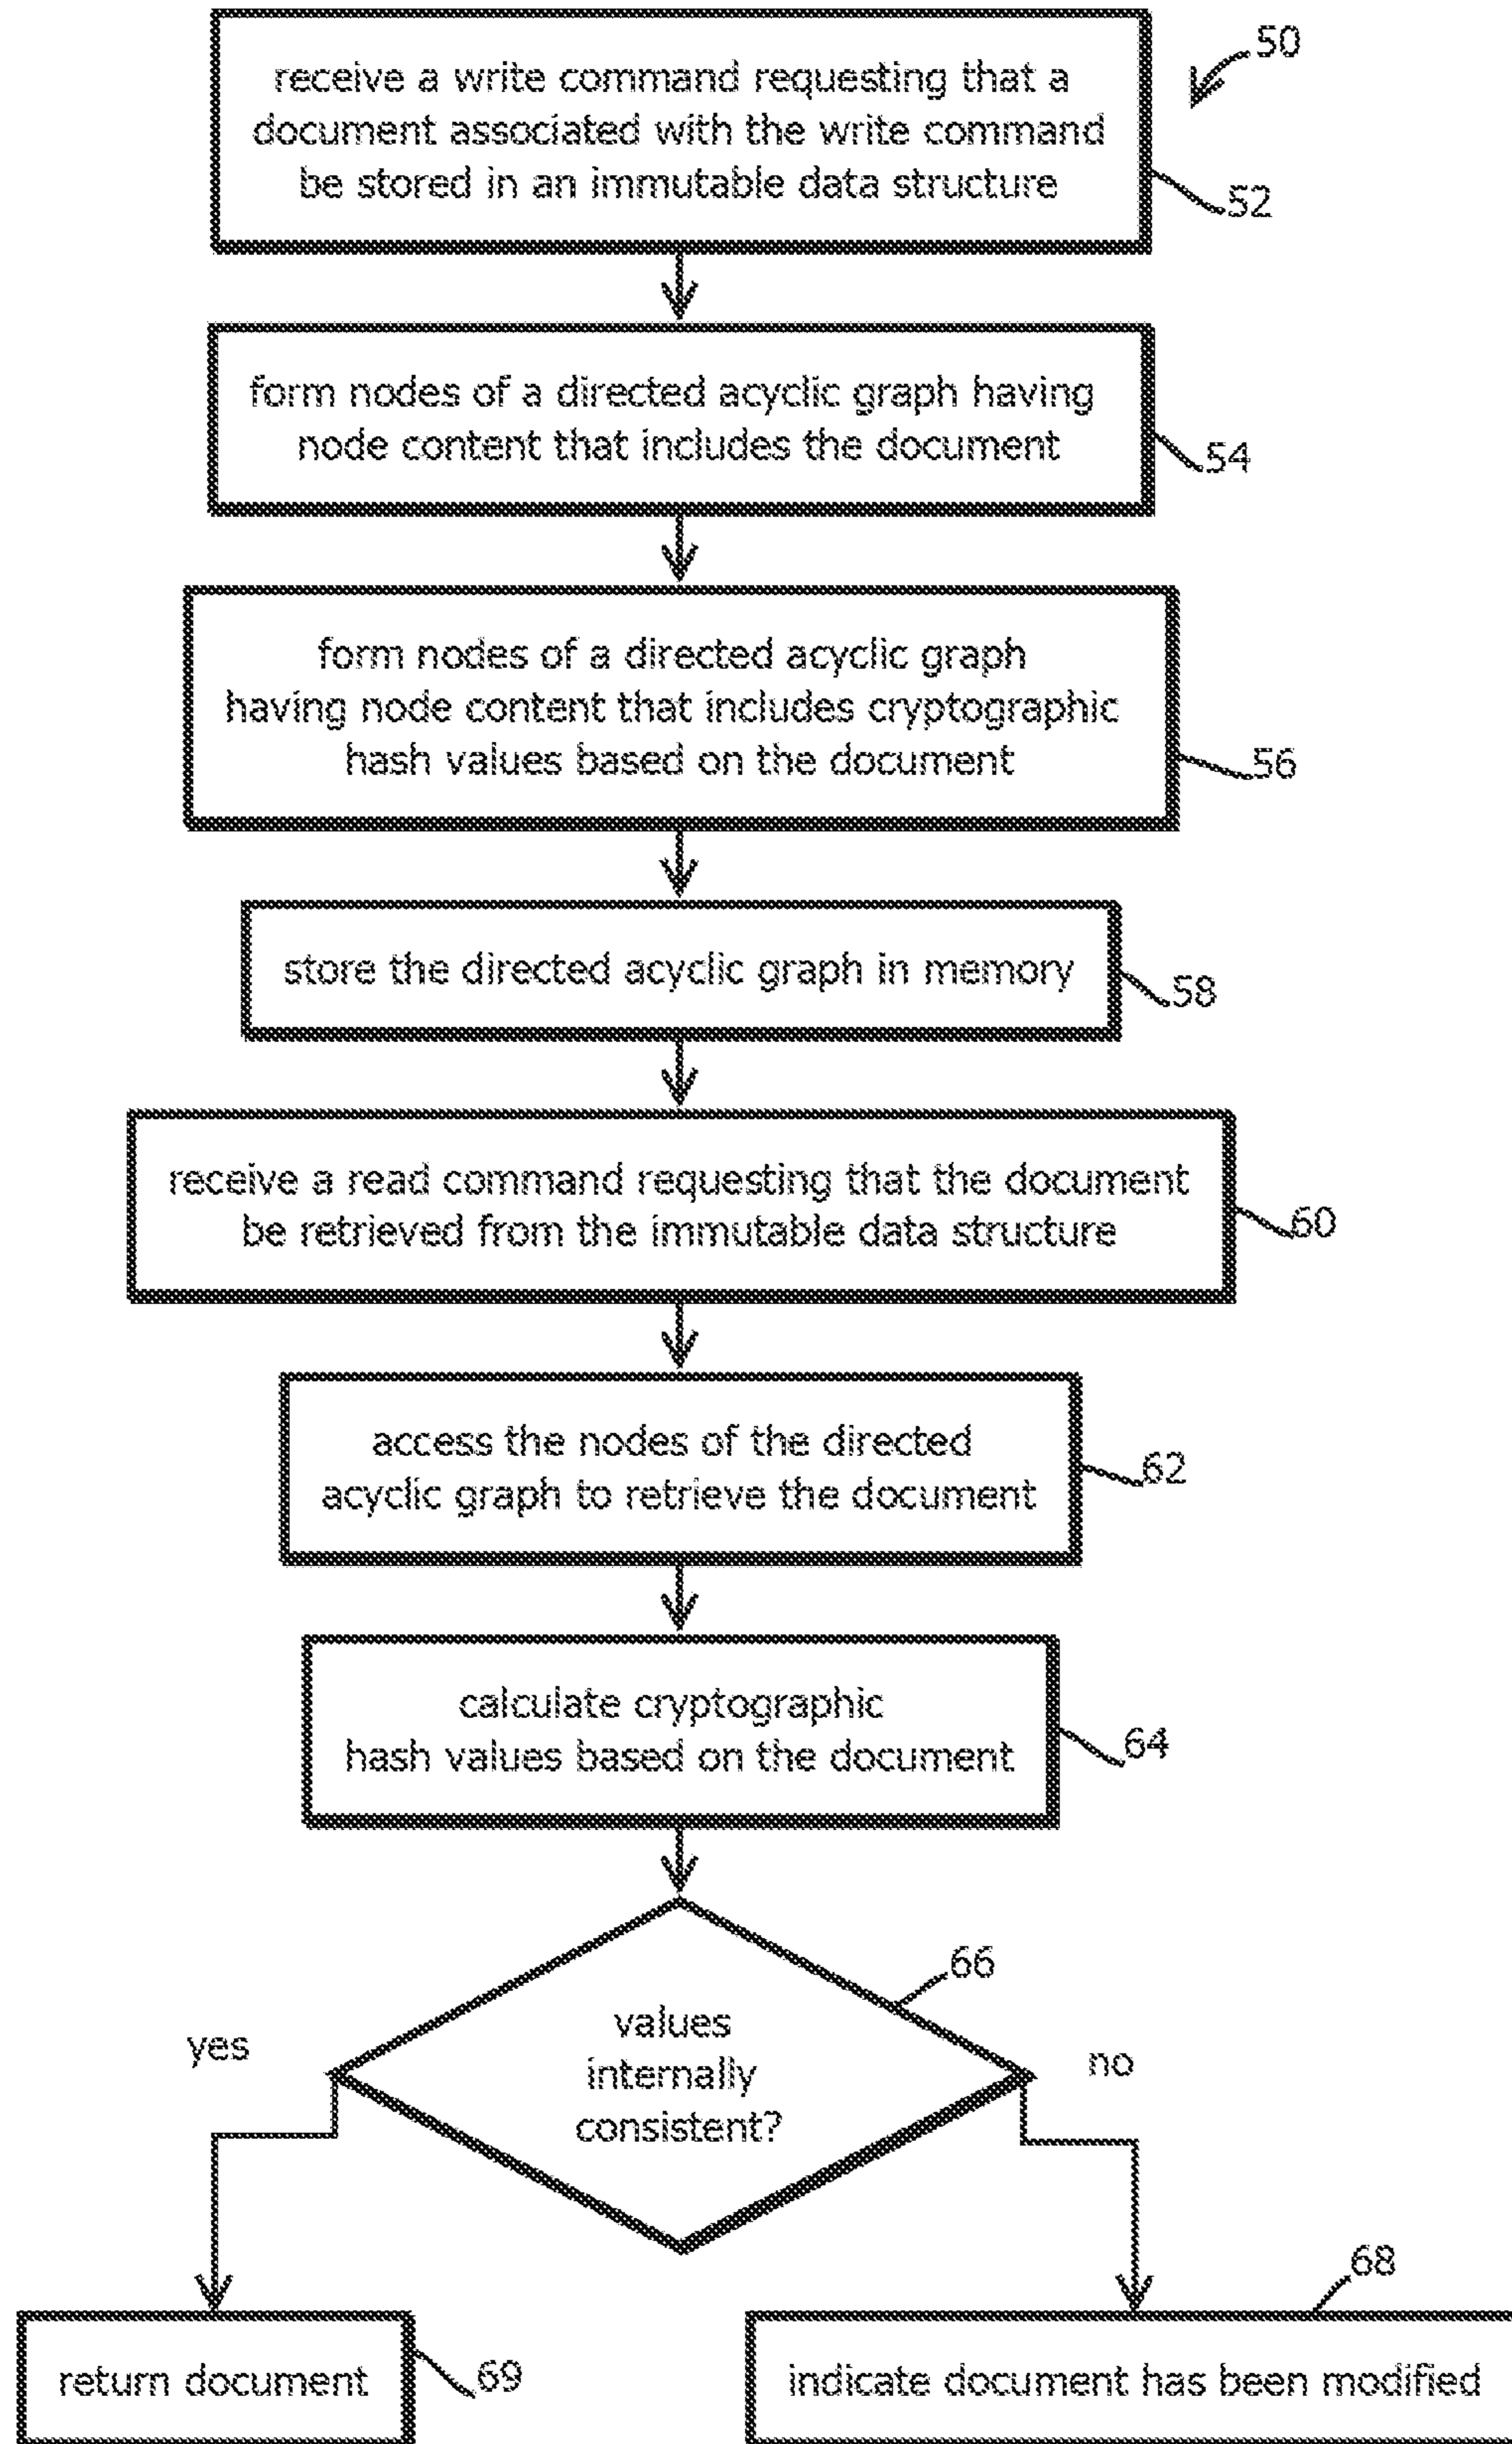 50
receive a write command requesting that a
document associated with the write command
be stored in an immutable data structure
52
form nodes of a directed acyclic graph having
node content that includes the document
54
form nodes of a directed acyclic graph
having node content that includes cryptographic
hash values based on the document
56
store the directed acyclic graph in memory
58
receive a read command requesting that the document
be retrieved from the immutable data structure
60
access the nodes of the directed
acyclic graph to retrieve the document
62
calculate cryptographic
hash values based on the document
64
66
values
internally
consistent?
yes
no
68
return document
69
indicate document has been modified